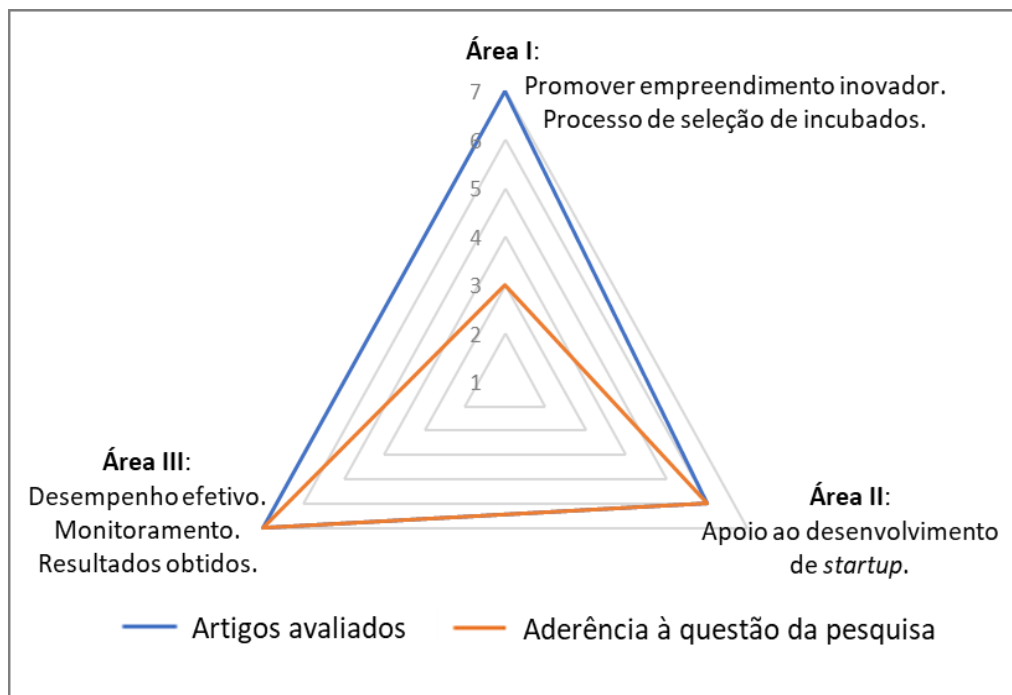 Área I:
7
Promover empreendimento inovador.
Processo de seleção de incubados.
6
5
4
3
2
1
Área III:
Desempenho efetivo.
Monitoramento.
Resultados obtidos.
Área II:
Apoio ao desenvolvimento
de startup.
Artigos avaliados
Aderência à questão da pesquisa